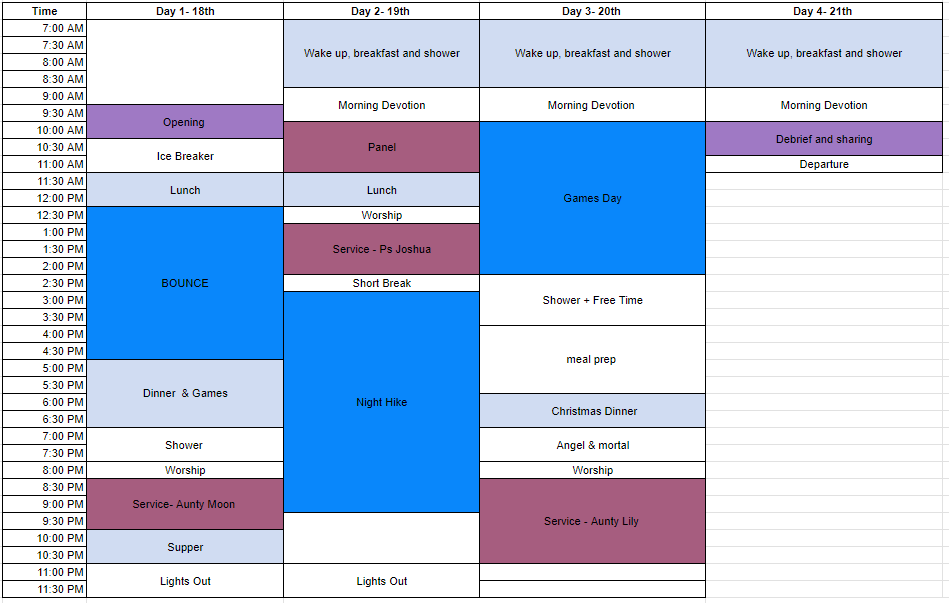 Time Day 1- 18th Day 2- 19th Day 3- 20th Day 4- 21th
7:00 AM
7:30 AM
8:00 AM Wake up, breakfast and shower Wake up, breakfast and shower Wake up, breakfast and shower
8:30 AM
9:00 AM
9:30 AM Morning Devotion Morning Devotion Morning Devotion
10:00 AM Opening
10:30 AM Panel Debrief and sharing
11:00 AM Ice Breaker Departure
11:30 AM
12:00 PM Lunch Lunch Games Day
12:30 PM Worship
1:00 PM
1:30 PM Service - Ps Joshua
2:00 PM
2:30 PM BOUNCE Short Break
3:00 PM Shower + Free Time
3:30 PM
4:00 PM
4:30 PM meal prep
5:00 PM
5:30 PM Dinner & Games
6:00 PM Night Hike
6:30 PM Christmas Dinner
7:00 PM
7:30 PM Shower Angel & mortal
8:00 PM Worship Worship
8:30 PM
9:00 PM Service- Aunty Moon
9:30 PM Service - Aunty Lily
10:00 PM
10:30 PM Supper
11:00 PM
11:30 PM Lights Out Lights Out